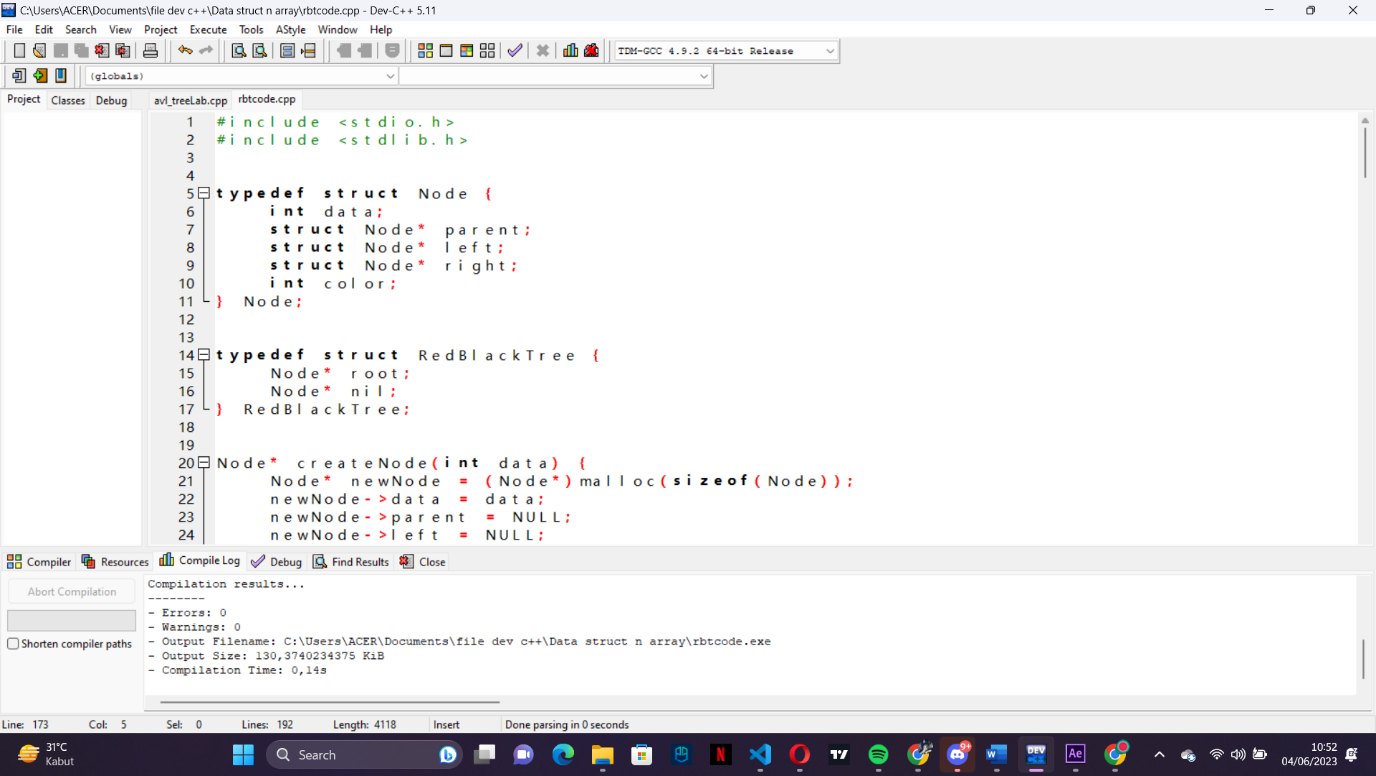 C:\Users\ACER\Documents\file dev c++\Data struct n array\rbtcode.cpp - Dev-C++ 5.11
File Edit Search View Project Execute Tools AStyle Window Help
TDM-GCC 4.9.2 64-bit Release
(globals)
Project Classes Debug
avl_treeLab.cpp rbtcode.cpp
1 #include <stdio.h>
2 #include <stdlib.h>
3
4
5 typedef struct Node {
6 int data;
7 struct Node* parent;
8 struct Node* left;
9 struct Node* right;
10 int color;
11 } Node;
12
13
14 typedef struct RedBlackTree {
15 Node* root;
16 Node* nil;
17 } RedBlackTree;
18
19
20 Node* createNode(int data) {
21 Node* newNode = (Node*)malloc(sizeof(Node));
22 newNode->data = data;
23 newNode->parent = NULL;
24 newNode->left = NULL;
Compiler Resources Compile Log Debug Find Results Close
Abort Compilation
Shorten compiler paths
Compilation results...
--------
- Errors: 0
- Warnings: 0
- Output Filename: C:\Users\ACER\Documents\file dev c++\Data struct n array\rbtcode.exe
- Output Size: 130,3740234375 KiB
- Compilation Time: 0,14s
Line: 173 Col: 5 Sel: 0 Lines: 192 Length: 4118 Insert Done parsing in 0 seconds
31°C
Kabut
Search
9+
DEV
Ae
10:52
04/06/2023